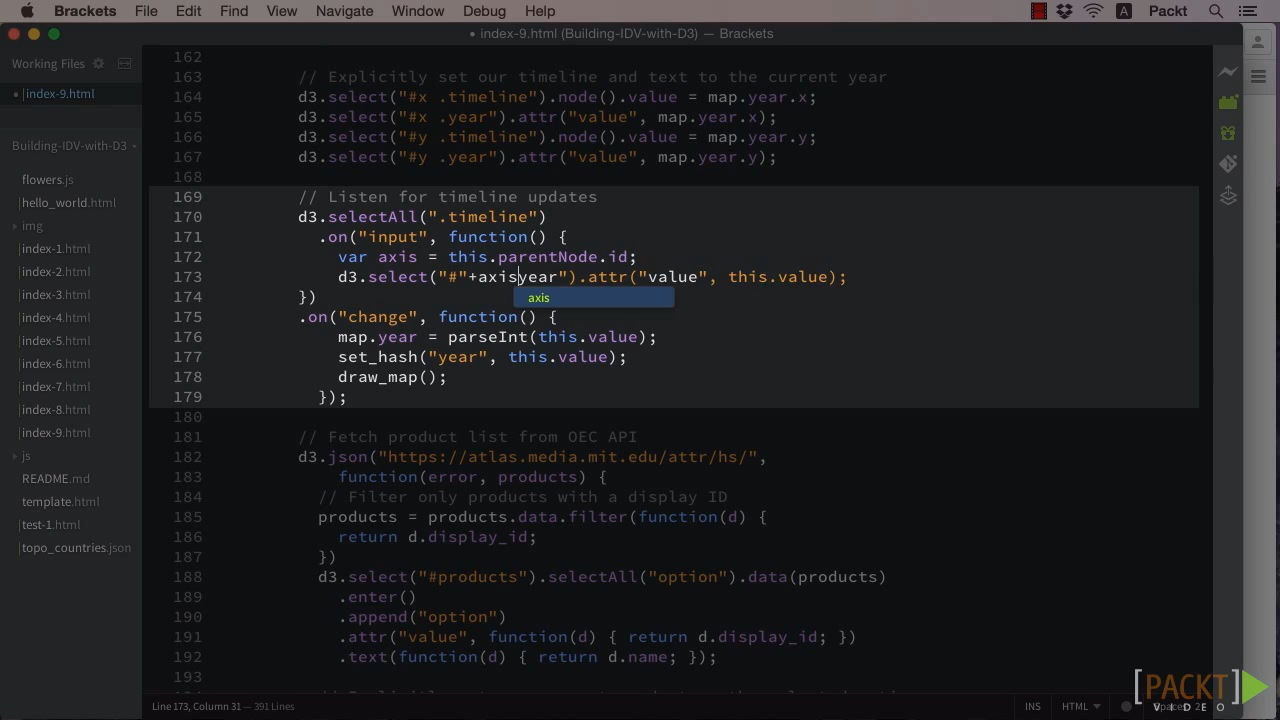 Brackets File Edit Find View Navigate Window Debug Help A Packt
• index-9.html (Building-IDV-with-D3) — Brackets
Working Files
index-9.html
Building-IDV-with-D3
flowers.js
hello_world.html
img
index-1.html
index-2.html
index-3.html
index-4.html
index-5.html
index-6.html
index-7.html
index-8.html
index-9.html
js
README.md
template.html
test-1.html
topo_countries.json
162
163 // Explicitly set our timeline and text to the current year
164 d3.select("#x .timeline").node().value = map.year.x;
165 d3.select("#x .year").attr("value", map.year.x);
166 d3.select("#y .timeline").node().value = map.year.y;
167 d3.select("#y .year").attr("value", map.year.y);
168
169 // Listen for timeline updates
170 d3.selectAll(".timeline")
171 .on("input", function() {
172 var axis = this.parentNode.id;
173 d3.select("#"+axisyear").attr("value", this.value);
174 })
axis
175 .on("change", function() {
176 map.year = parseInt(this.value);
177 set_hash("year", this.value);
178 draw_map();
179 });
180
181 // Fetch product list from OEC API
182 d3.json("https://atlas.media.mit.edu/attr/hs/",
183 function(error, products) {
184 // Filter only products with a display ID
185 products = products.data.filter(function(d) {
186 return d.display_id;
187 })
188 d3.select("#products").selectAll("option").data(products)
189 .enter()
190 .append("option")
191 .attr("value", function(d) { return d.display_id; })
192 .text(function(d) { return d.name; });
193
Line 173, Column 31 — 391 Lines
INS HTML
[PACKT]
VIDEO